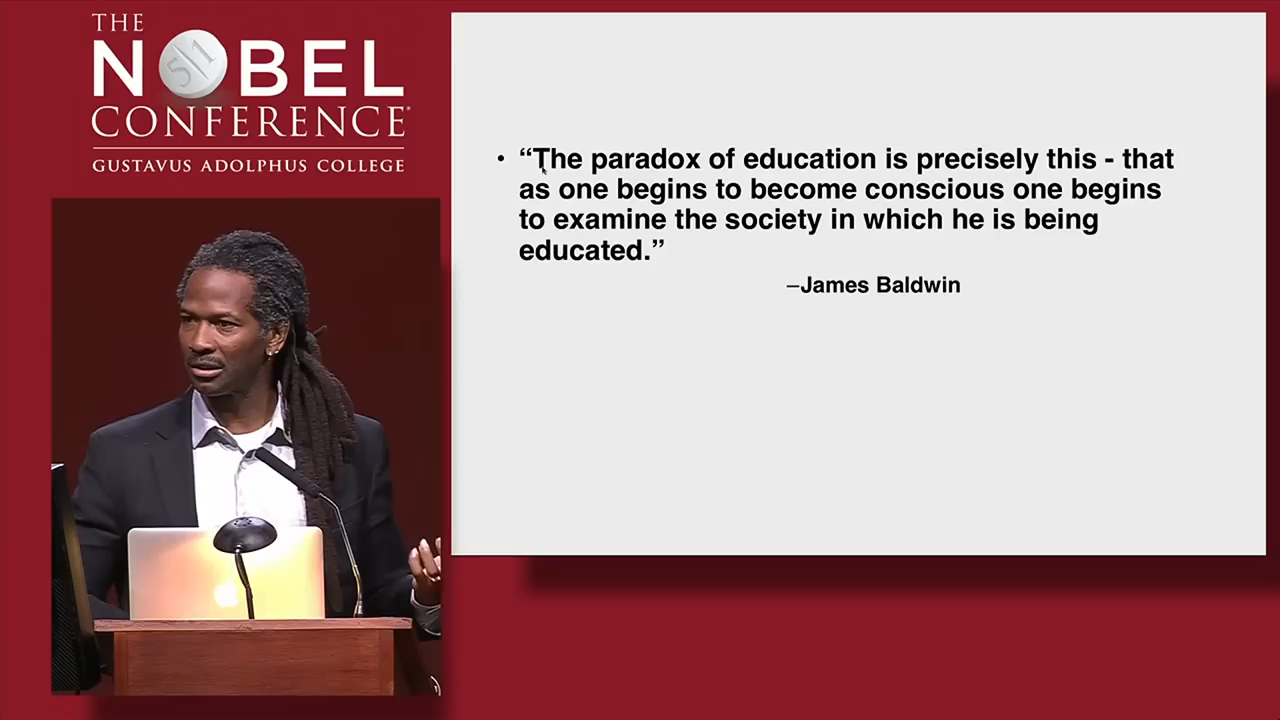 THE
NOBEL
51
CONFERENCE®
GUSTAVUS ADOLPHUS COLLEGE
• “The paradox of education is precisely this - that
as one begins to become conscious one begins
to examine the society in which he is being
educated.”
–James Baldwin